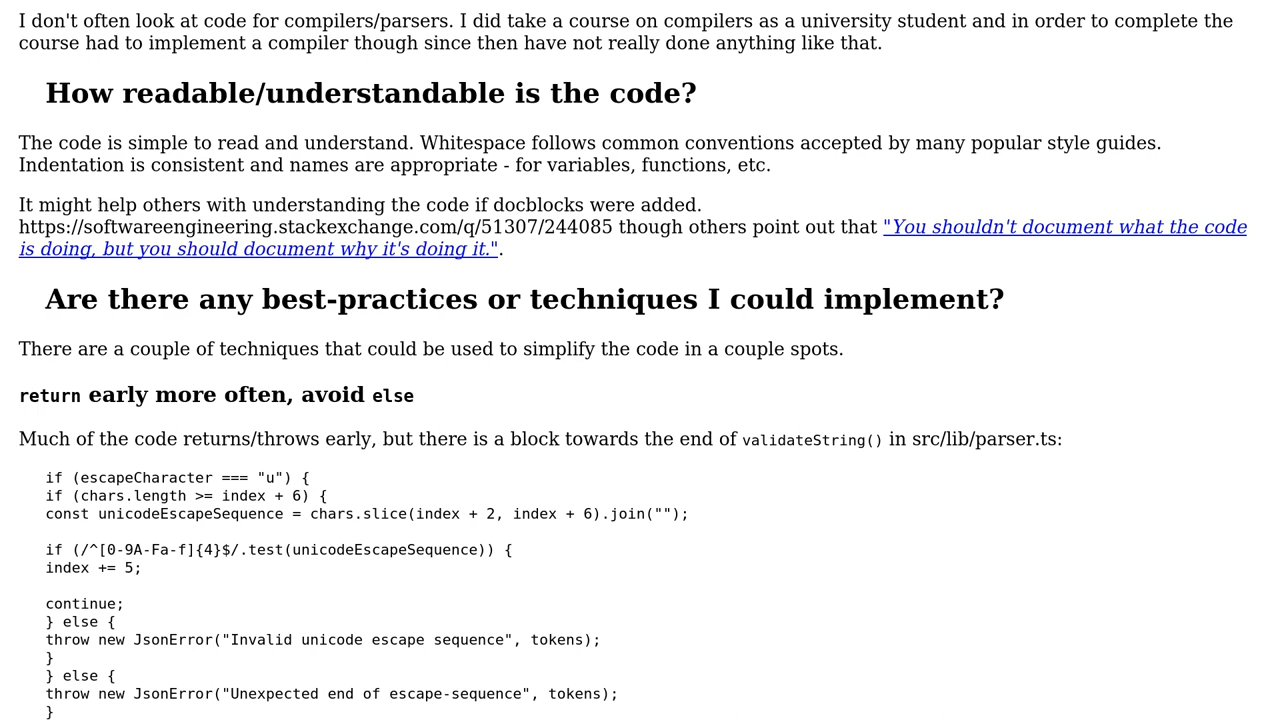 I don't often look at code for compilers/parsers. I did take a course on compilers as a university student and in order to complete the
course had to implement a compiler though since then have not really done anything like that.
How readable/understandable is the code?
The code is simple to read and understand. Whitespace follows common conventions accepted by many popular style guides.
Indentation is consistent and names are appropriate - for variables, functions, etc.
It might help others with understanding the code if docblocks were added.
https://softwareengineering.stackexchange.com/q/51307/244085 though others point out that "You shouldn't document what the code
is doing, but you should document why it's doing it.".
Are there any best-practices or techniques I could implement?
There are a couple of techniques that could be used to simplify the code in a couple spots.
return early more often, avoid else
Much of the code returns/throws early, but there is a block towards the end of validateString() in src/lib/parser.ts:
if (escapeCharacter === "u") {
if (chars.length >= index + 6) {
const unicodeEscapeSequence = chars.slice(index + 2, index + 6).join("");
if (/^[0-9A-Fa-f]{4}$/.test(unicodeEscapeSequence)) {
index += 5;
continue;
} else {
throw new JsonError("Invalid unicode escape sequence", tokens);
}
} else {
throw new JsonError("Unexpected end of escape-sequence", tokens);
}